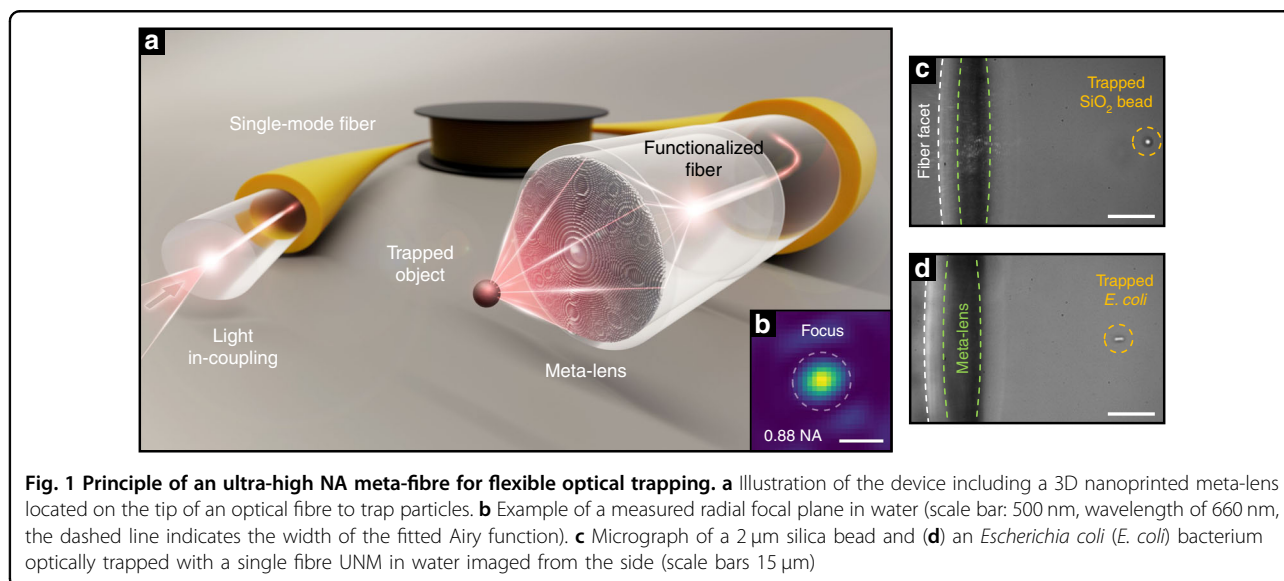 a
Single-mode fiber
Functionalized
fiber
Trapped
object
Light
in-coupling
Meta-lens
b
Focus
0.88 NA
c
Fiber facet
Trapped
SiO₂ bead
d
Meta-lens
Trapped
E. coli
Fig. 1 Principle of an ultra-high NA meta-fibre for flexible optical trapping. a Illustration of the device including a 3D nanoprinted meta-lens
located on the tip of an optical fibre to trap particles. b Example of a measured radial focal plane in water (scale bar: 500 nm, wavelength of 660 nm,
the dashed line indicates the width of the fitted Airy function). c Micrograph of a 2 μm silica bead and (d) an Escherichia coli (E. coli) bacterium
optically trapped with a single fibre UNM in water imaged from the side (scale bars 15 μm)